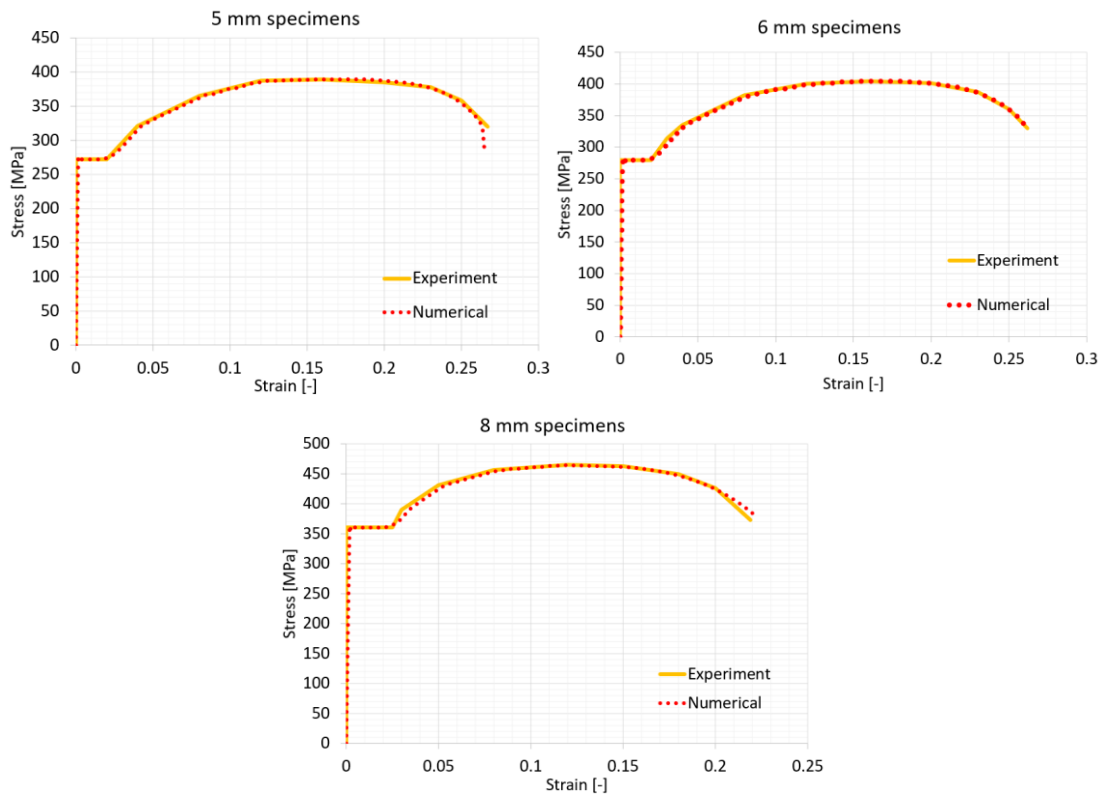 5 mm specimens
450
400
350
300
250
200
150
100
50
0
Stress [MPa]
Experiment
Numerical
0 0.05 0.1 0.15 0.2 0.25 0.3
Strain [-]
6 mm specimens
450
400
350
300
250
200
150
100
50
0
Stress [MPa]
Experiment
Numerical
0 0.05 0.1 0.15 0.2 0.25 0.3
Strain [-]
8 mm specimens
500
450
400
350
300
250
200
150
100
50
0
Stress [MPa]
Experiment
Numerical
0 0.05 0.1 0.15 0.2 0.25
Strain [-]